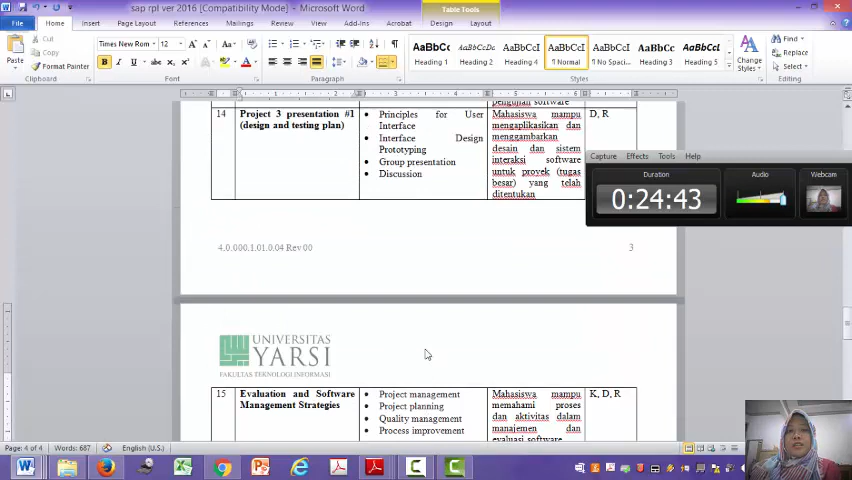 sap rpl ver 2016 [Compatibility Mode] - Microsoft Word
Table Tools
File Home Insert Page Layout References Mailings Review View Add-Ins Acrobat Design Layout
Cut
Copy
Format Painter
Paste
Clipboard
Times New Rom 12
Font
Paragraph
AaBbCc AaBbCcDc AaBbCcI AaBbCcI AaBbCcI AaBbCc AaBbCcL
Heading 1 Heading 2 Heading 4 ¶ Normal ¶ No Spaci... Heading 3 Heading 5
Change Styles
Styles
Find
Replace
Select
Editing
pengujian software
14 Project 3 presentation #1 (design and testing plan)
• Principles for User Interface
• Interface Design Prototyping
• Group presentation
• Discussion
Mahasiswa mampu
mengaplikasikan dan
menggambarkan
desain dan sistem
interaksi software
untuk proyek (tugas
besar) yang telah
ditentukan
D, R
Capture Effects Tools Help
Duration Audio Webcam
0:24:43
4.0.000.1.01.0.04 Rev 00 3
UNIVERSITAS
YARSI
FAKULTAS TEKNOLOGI INFORMASI
15 Evaluation and Software Management Strategies
• Project management
• Project planning
• Quality management
• Process improvement
Mahasiswa mampu
memahami proses
dan aktivitas dalam
manajemen dan
evaluasi software
K, D, R
Page: 4 of 4 Words: 687 English (U.S.)